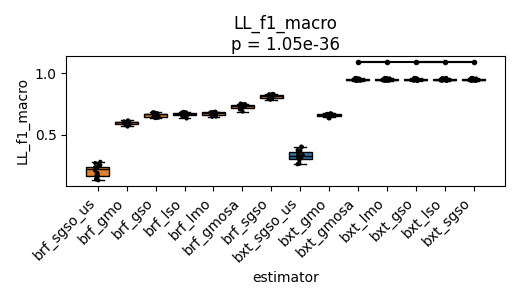 LL_f1_macro
p = 1.05e-36
LL_f1_macro
1.0
0.5
brf_sgso_us
brf_gmo
brf_gso
brf_lso
brf_lmo
brf_gmosa
brf_sgso
bxt_sgso_us
bxt_gmo
bxt_gmosa
bxt_lmo
bxt_gso
bxt_lso
bxt_sgso
estimator